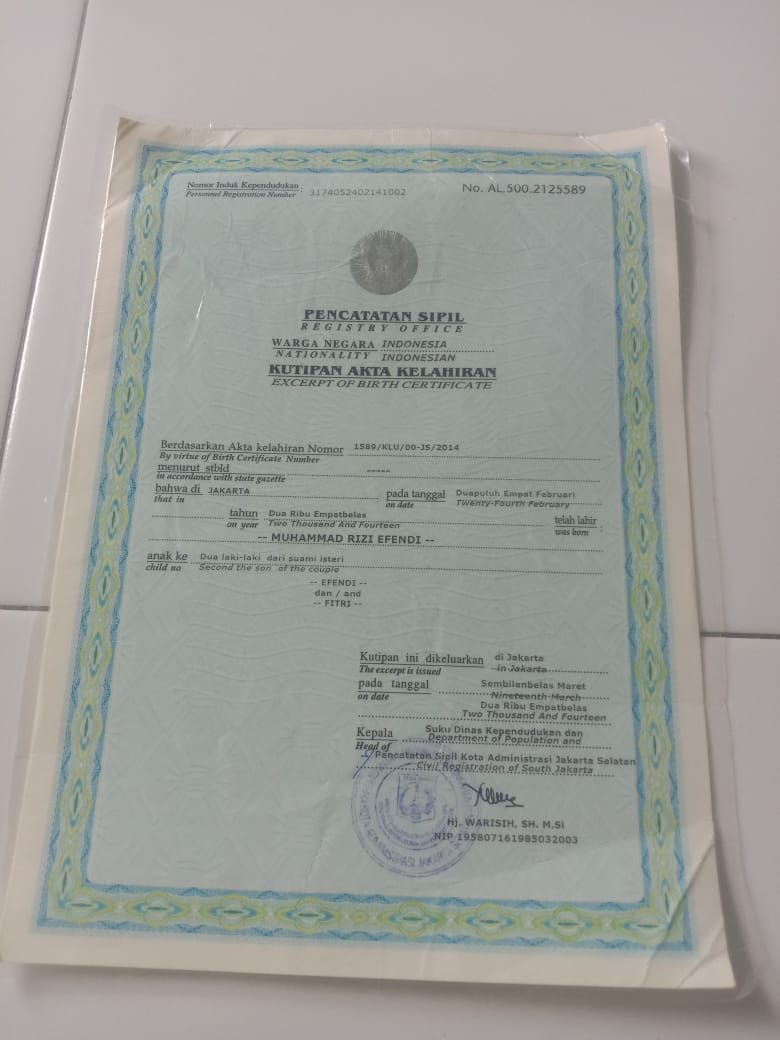 Nomor Induk Kependudukan : 3174052402141002
Personnel Registration Number
No. AL.500.2125589
PENCATATAN SIPIL
REGISTRY OFFICE
WARGA NEGARA INDONESIA
NATIONALITY INDONESIAN
KUTIPAN AKTA KELAHIRAN
EXCERPT OF BIRTH CERTIFICATE
Berdasarkan Akta kelahiran Nomor 1589/KLU/00-JS/2014
By virtue of Birth Certificate Number
menurut stbld -----
in accordance with state gazette
bahwa di JAKARTA pada tanggal Duapuluh Empat Februari
that in on date Twenty-Fourth February
tahun Dua Ribu Empatbelas telah lahir :
on year Two Thousand And Fourteen was born
-- MUHAMMAD RIZI EFENDI --
anak ke Dua laki-laki dari suami isteri
child no Second the son of the couple
-- EFENDI --
dan / and
-- FITRI --
Kutipan ini dikeluarkan di Jakarta
The excerpt is issued in Jakarta
pada tanggal Sembilanbelas Maret
on date Nineteenth March
Dua Ribu Empatbelas
Two Thousand And Fourteen
Kepala Suku Dinas Kependudukan dan
Head of Department of Population and
Pencatatan Sipil Kota Administrasi Jakarta Selatan
Civil Registration of South Jakarta
Hj. WARISIH, SH. M.Si
NIP 195807161985032003